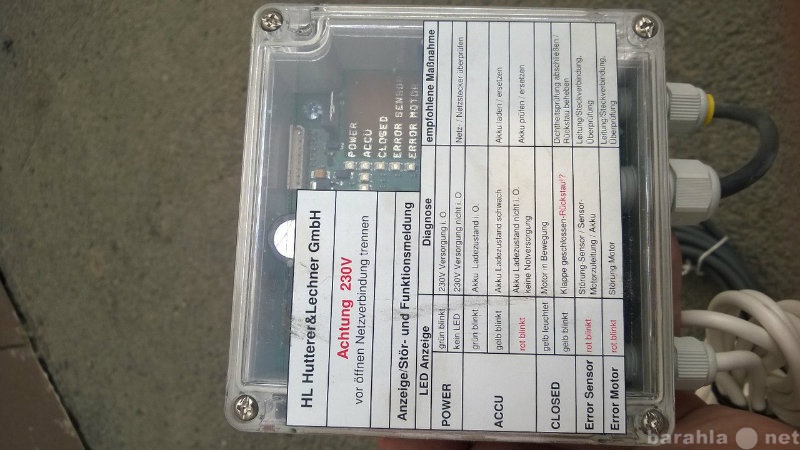 POWER
ACCU
CLOSED
ERROR SENSOR
ERROR MOTOR
HL Hutterer&Lechner GmbH
Achtung 230V
vor öffnen Netzverbindung trennen
Anzeige/Stör- und Funktionsmeldung
LED Anzeige Diagnose empfohlene Maßnahme
POWER grün blinkt 230V Versorgung i. O.
kein LED 230V Versorgung nicht i. O. Netz- / Netzstecker überprüfen
ACCU grün blinkt Akku Ladezustand i. O.
gelb blinkt Akku Ladezustand schwach Akku laden / ersetzen
rot blinkt Akku Ladezustand nicht i. O. Akku prüfen / ersetzen
keine Notversorgung
CLOSED gelb leuchtet Motor in Bewegung
gelb blinkt Klappe geschlossen-Rückstau!? Dichtheitsprüfung abschließen /
Rückstau beheben
Error Sensor rot blinkt Störung Sensor / Sensor- Leitung/Steckverbindung,
Motorzuleitung / Akku Überprüfung
Error Motor rot blinkt Störung Motor Leitung/Steckverbindung,
Überprüfung
barahla net